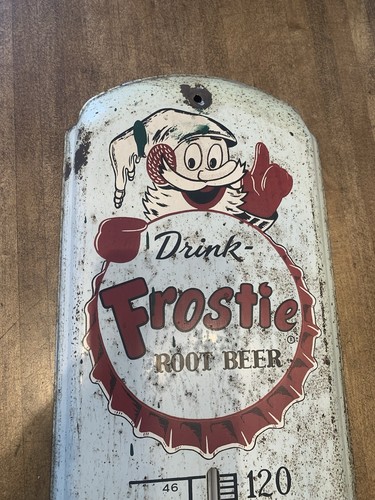 Drink-
Frostie
ROOT BEER
46 120